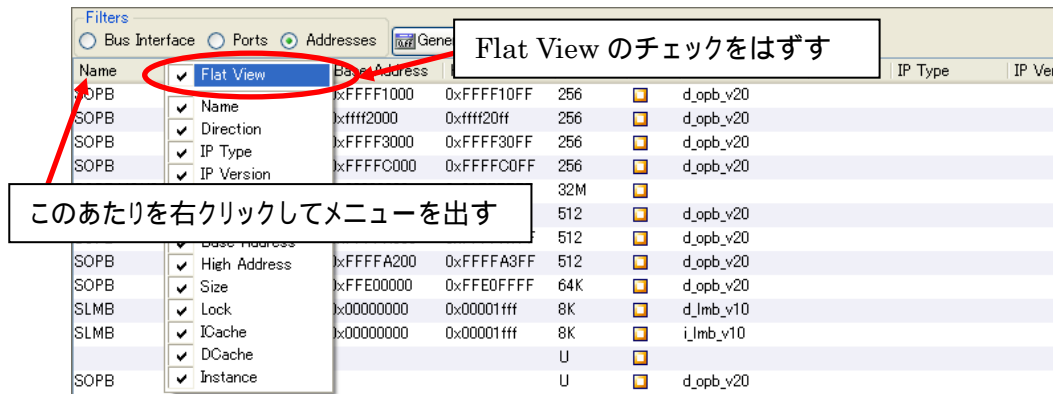 Filters
Bus Interface Ports Addresses Gene
Flat View のチェックをはずす
Name Flat View Base Address IP Type IP Ver
SOPB 0xFFFF1000 0xFFFF10FF 256 d_opb_v20
Name
SOPB 0xffff2000 0xffff20ff 256 d_opb_v20
Direction
SOPB 0xFFFF3000 0xFFFF30FF 256 d_opb_v20
IP Type
SOPB 0xFFFFC000 0xFFFFC0FF 256 d_opb_v20
IP Version
32M
このあたりを右クリックしてメニューを出す
512 d_opb_v20
Base Address
512 d_opb_v20
SOPB High Address 0xFFFFA200 0xFFFFA3FF 512 d_opb_v20
SOPB Size 0xFFE00000 0xFFE0FFFF 64K d_opb_v20
SLMB Lock 0x00000000 0x00001fff 8K d_lmb_v10
SLMB ICache 0x00000000 0x00001fff 8K i_lmb_v10
DCache U
SOPB Instance U d_opb_v20